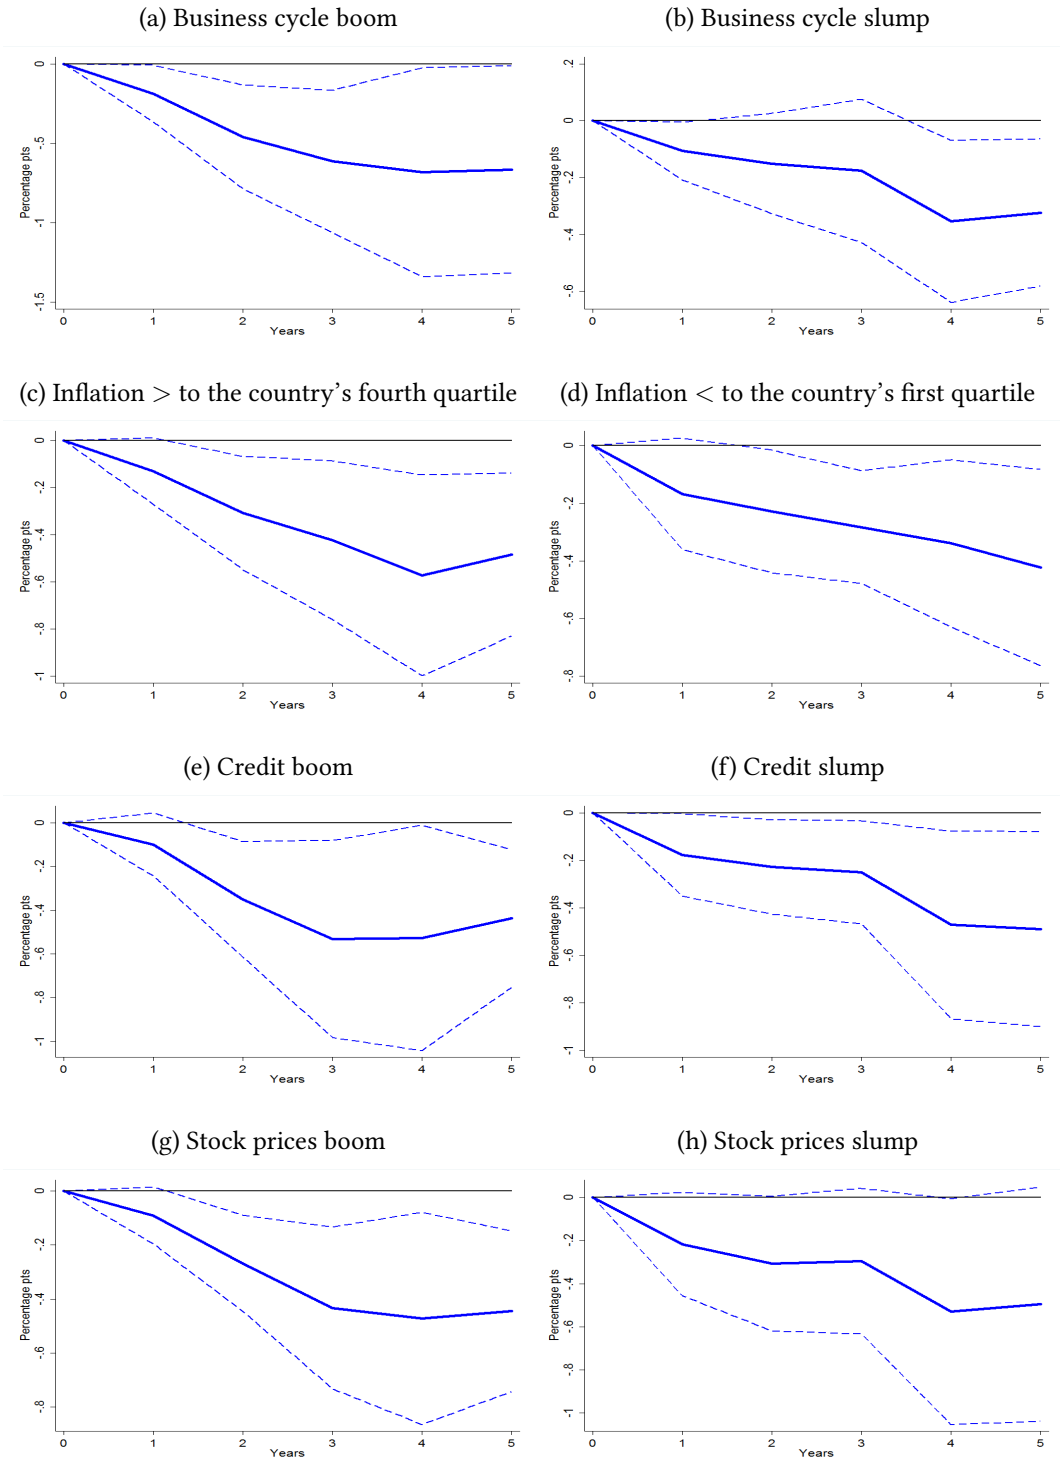 (a) Business cycle boom
(b) Business cycle slump
Percentage pts
0
-.5
-1
-1.5
0 1 2 3 4 5
Years
Percentage pts
.2
0
-.2
-.4
-.6
0 1 2 3 4 5
Years
(c) Inflation > to the country’s fourth quartile
(d) Inflation < to the country’s first quartile
Percentage pts
0
-.2
-.4
-.6
-.8
-1
0 1 2 3 4 5
Years
Percentage pts
0
-.2
-.4
-.6
-.8
0 1 2 3 4 5
Years
(e) Credit boom
(f) Credit slump
Percentage pts
0
-.2
-.4
-.6
-.8
-1
0 1 2 3 4 5
Years
Percentage pts
0
-.2
-.4
-.6
-.8
-1
0 1 2 3 4 5
Years
(g) Stock prices boom
(h) Stock prices slump
Percentage pts
0
-.2
-.4
-.6
-.8
0 1 2 3 4 5
Years
Percentage pts
0
-.2
-.4
-.6
-.8
-1
0 1 2 3 4 5
Years